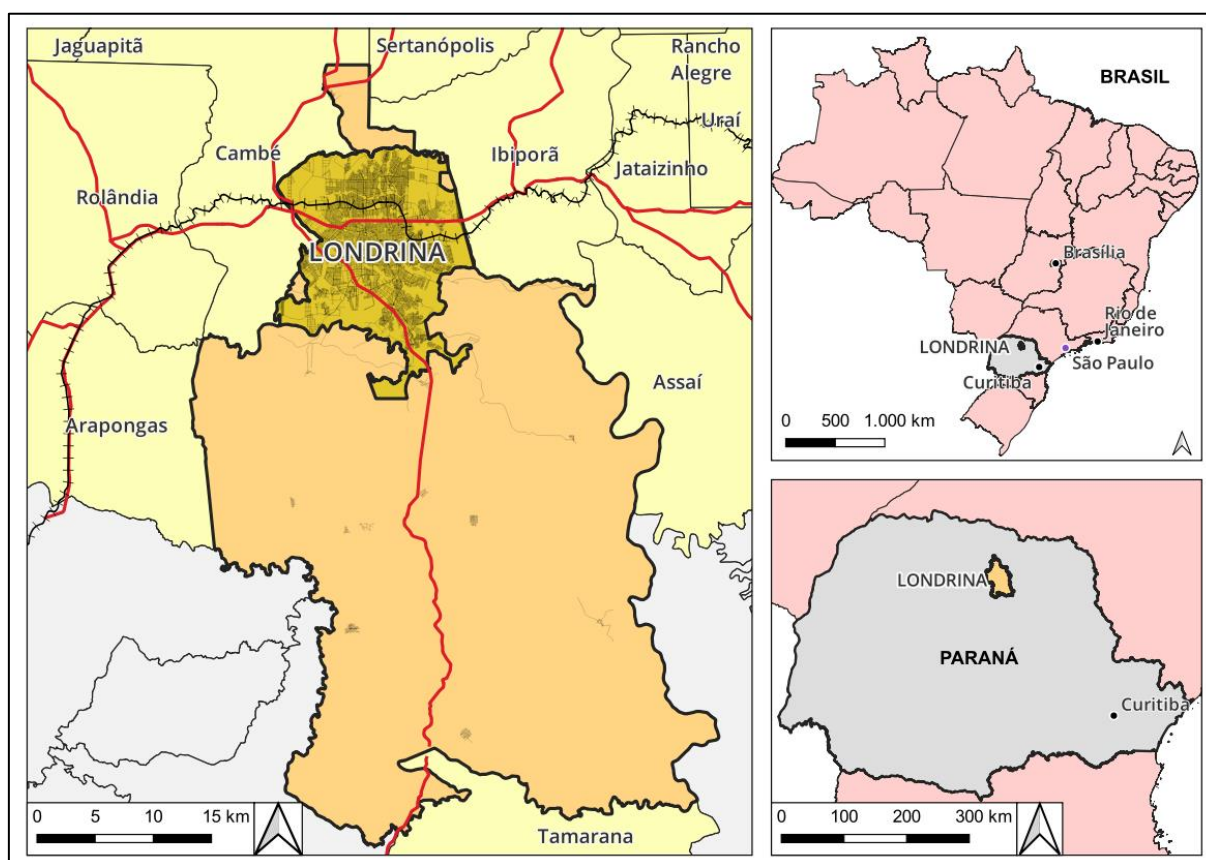 Jaguapitã
Sertanópolis
Rancho
Alegre
Uraí
Cambé
Ibiporã
Jataizinho
Rolândia
LONDRINA
Assaí
Arapongas
Tamarana
0 5 10 15 km
BRASIL
Brasília
Rio de
Janeiro
LONDRINA
São Paulo
Curitiba
0 500 1.000 km
LONDRINA
PARANÁ
Curitiba
0 100 200 300 km